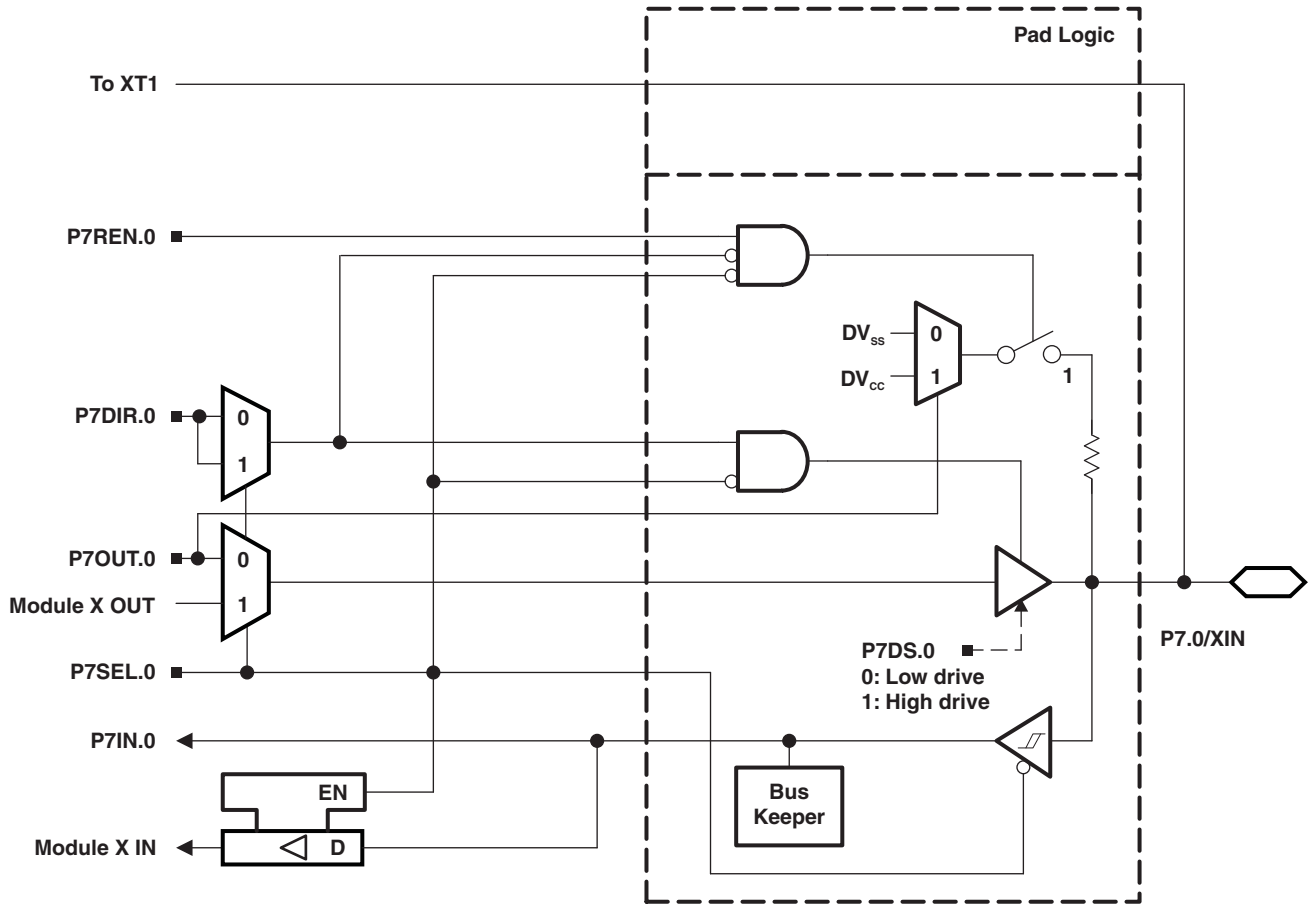 Pad Logic
To XT1
P7REN.0
DVSS
0
DVCC
1
1
P7DIR.0
0
1
P7OUT.0
0
Module X OUT
1
P7DS.0
0: Low drive
1: High drive
P7.0/XIN
P7SEL.0
P7IN.0
EN
Bus
Keeper
Module X IN
D